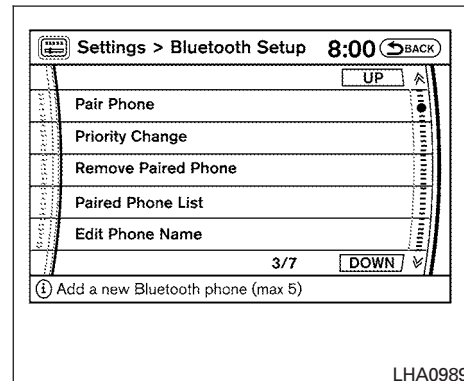 Settings > Bluetooth Setup 8:00 BACK
UP
Pair Phone
Priority Change
Remove Paired Phone
Paired Phone List
Edit Phone Name
3/7 DOWN
i Add a new Bluetooth phone (max 5)
LHA0989